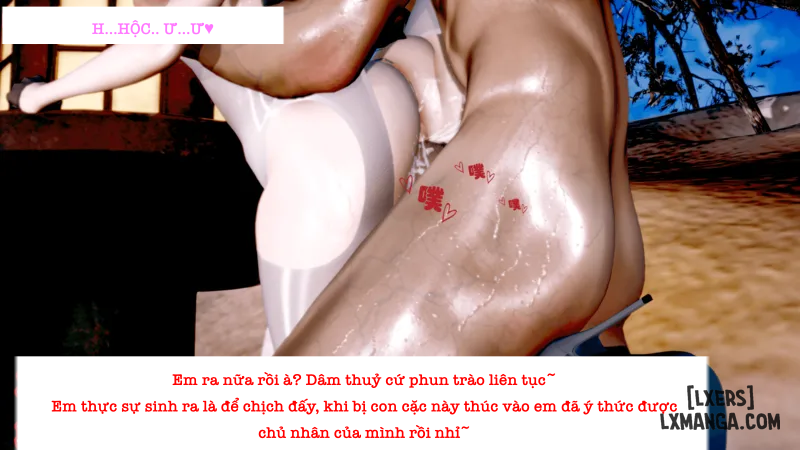 H...HỘC.. Ư...Ư♥
噗
噗
噗
Em ra nữa rồi à? Dâm thuỷ cứ phun trào liên tục~
Em thực sự sinh ra là để chịch đấy, khi bị con cặc này thúc vào em đã ý thức được
chủ nhân của mình rồi nhỉ~
[LXERS]
LXMANGA.COM